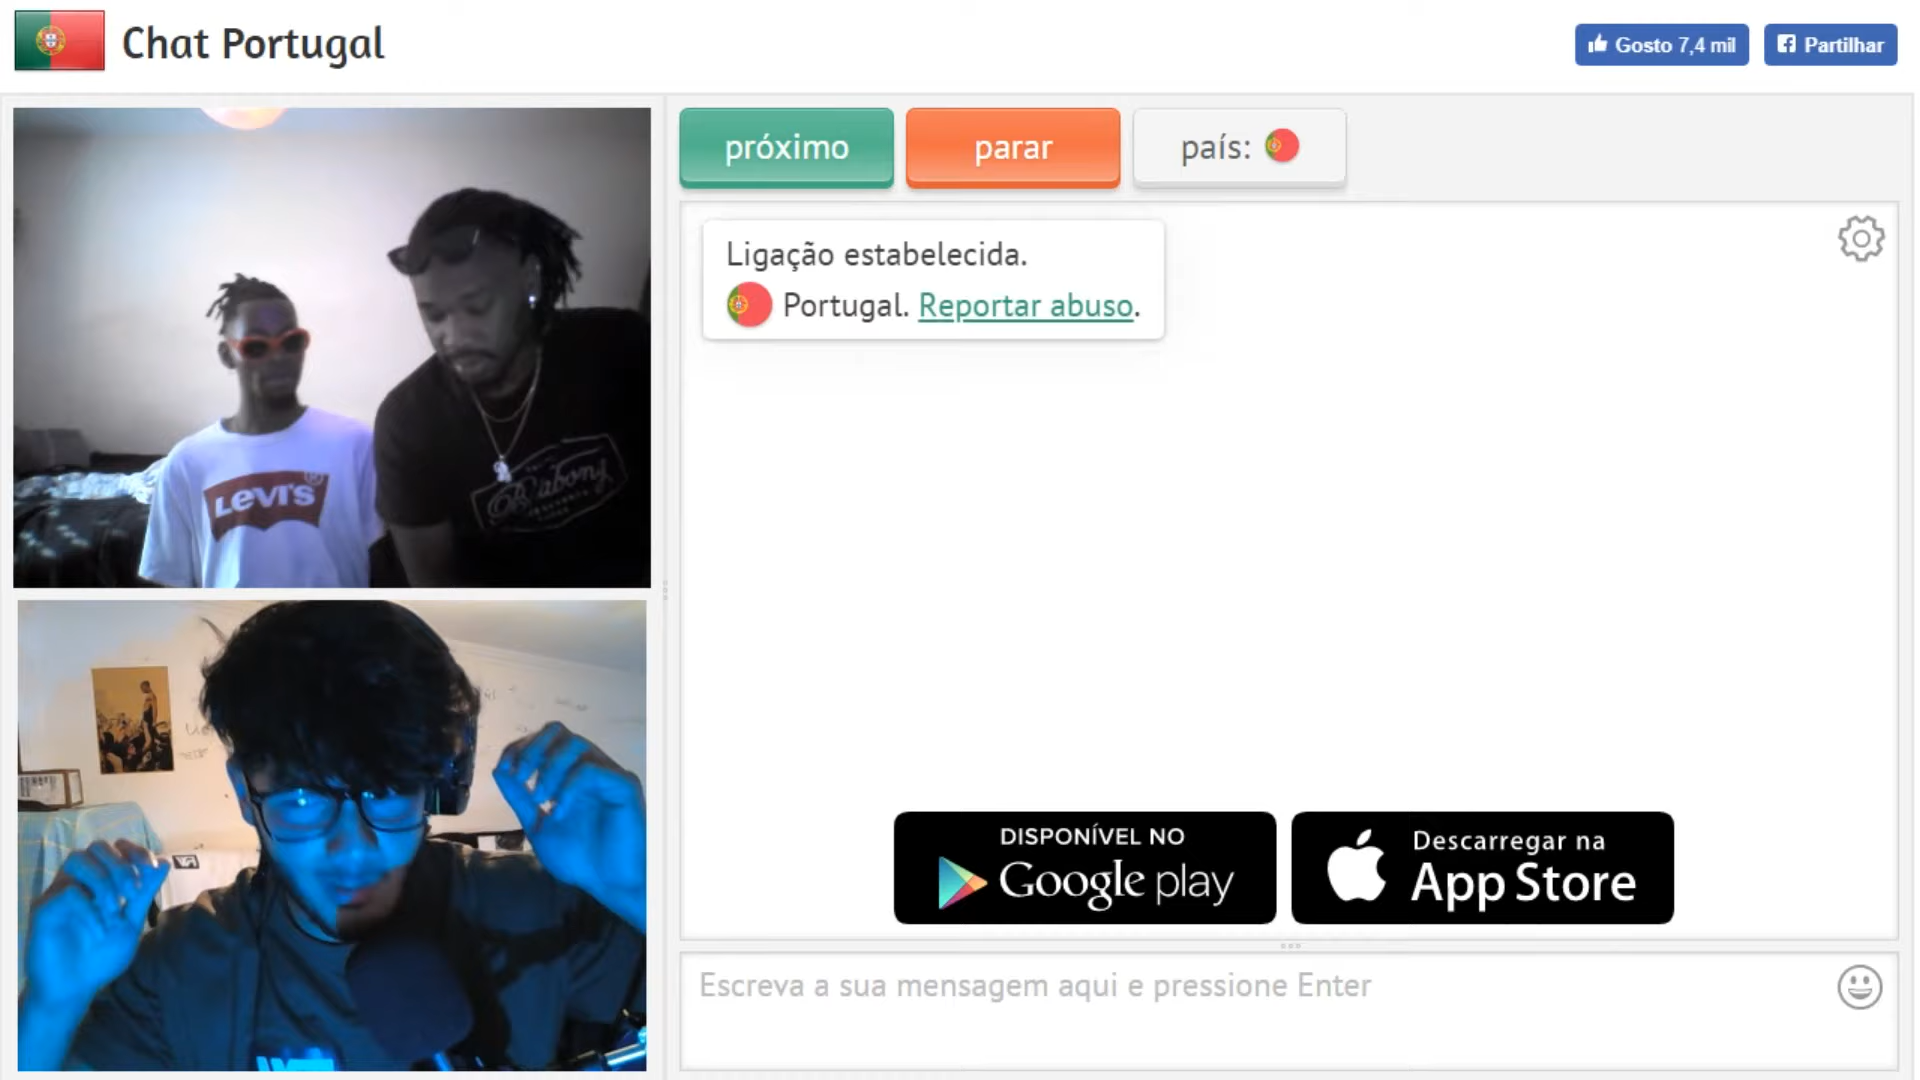 Chat Portugal
Gosto 7,4 mil
Partilhar
próximo
parar
país:
Ligação estabelecida.
Portugal. Reportar abuso.
LEVI'S
®
DISPONÍVEL NO
Google play
Descarregar na
App Store
Escreva a sua mensagem aqui e pressione Enter